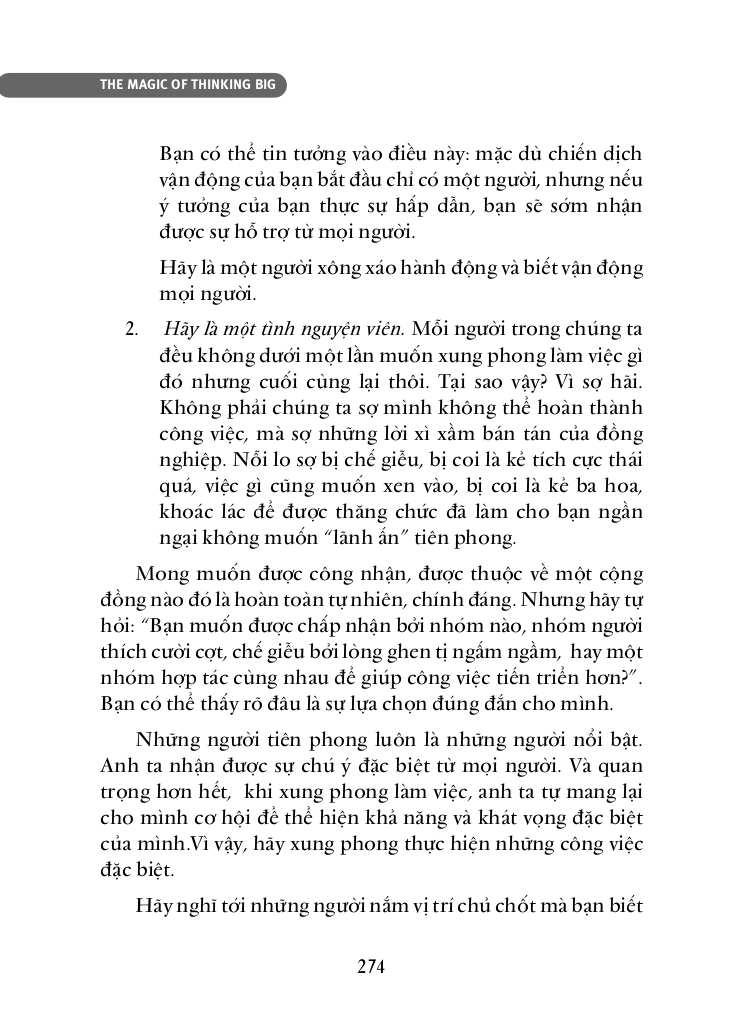 THE MAGIC OF THINKING BIG
Bạn có thể tin tưởng vào điều này: mặc dù chiến dịch
vận động của bạn bắt đầu chỉ có một người, nhưng nếu
ý tưởng của bạn thực sự hấp dẫn, bạn sẽ sớm nhận
được sự hỗ trợ từ mọi người.
Hãy là một người xông xáo hành động và biết vận động
mọi người.
2. Hãy là một tình nguyện viên. Mỗi người trong chúng ta
đều không dưới một lần muốn xung phong làm việc gì
đó nhưng cuối cùng lại thôi. Tại sao vậy? Vì sợ hãi.
Không phải chúng ta sợ mình không thể hoàn thành
công việc, mà sợ những lời xì xầm bán tán của đồng
nghiệp. Nỗi lo sợ bị chế giễu, bị coi là kẻ tích cực thái
quá, việc gì cũng muốn xen vào, bị coi là kẻ ba hoa,
khoác lác để được thăng chức đã làm cho bạn ngần
ngại không muốn “lãnh ấn” tiên phong.
Mong muốn được công nhận, được thuộc về một cộng
đồng nào đó là hoàn toàn tự nhiên, chính đáng. Nhưng hãy tự
hỏi: “Bạn muốn được chấp nhận bởi nhóm nào, nhóm người
thích cười cợt, chế giễu bởi lòng ghen tị ngấm ngầm, hay một
nhóm hợp tác cùng nhau để giúp công việc tiến triển hơn?”.
Bạn có thể thấy rõ đâu là sự lựa chọn đúng đắn cho mình.
Những người tiên phong luôn là những người nổi bật.
Anh ta nhận được sự chú ý đặc biệt từ mọi người. Và quan
trọng hơn hết, khi xung phong làm việc, anh ta tự mang lại
cho mình cơ hội để thể hiện khả năng và khát vọng đặc biệt
của mình.Vì vậy, hãy xung phong thực hiện những công việc
đặc biệt.
Hãy nghĩ tới những người nắm vị trí chủ chốt mà bạn biết
274